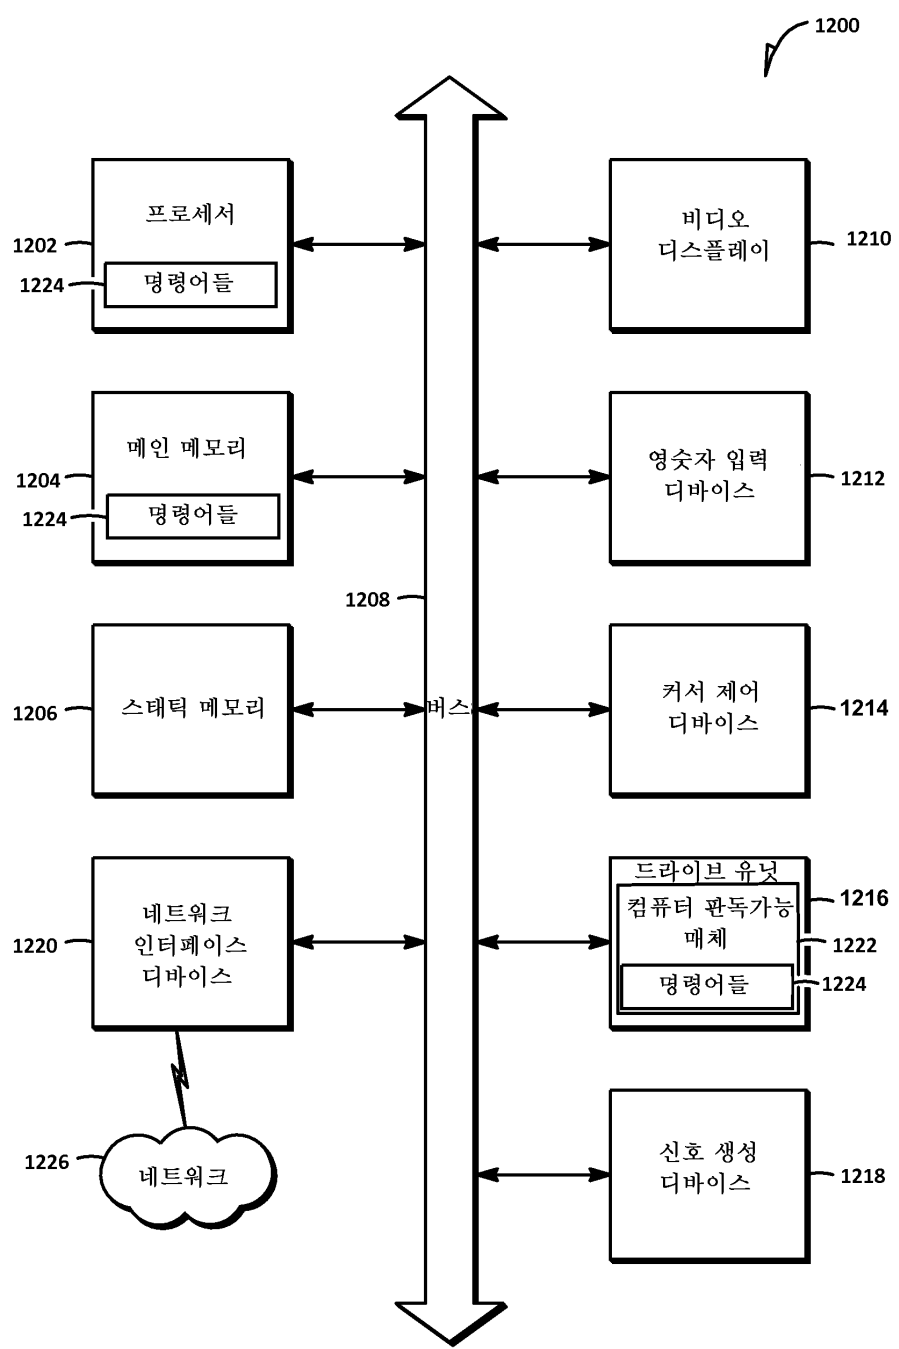 1200
프로세서
1202
1224
명령어들
비디오
디스플레이
1210
메인 메모리
1204
1224
명령어들
영숫자 입력
디바이스
1212
1208
스태틱 메모리
1206
버스
커서 제어
디바이스
1214
네트워크
인터페이스
디바이스
1220
드라이브 유닛
1216
컴퓨터 판독가능
매체
1222
명령어들
1224
1226
네트워크
신호 생성
디바이스
1218